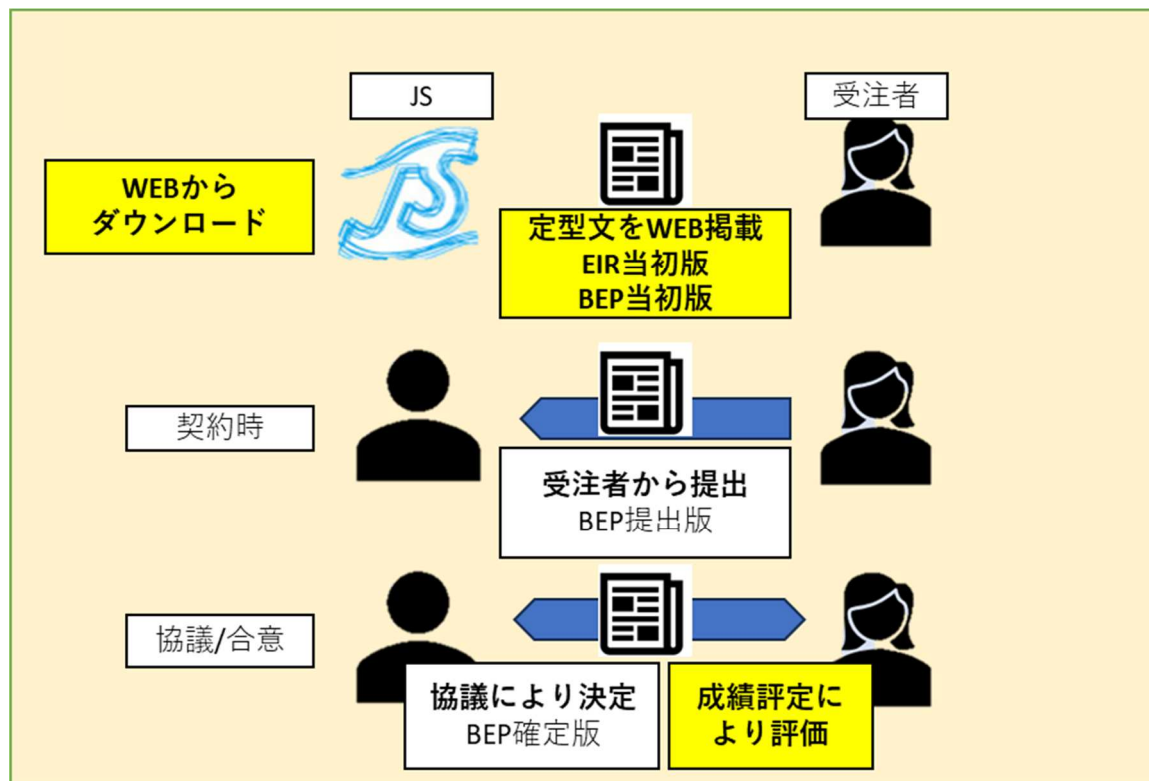 JS
受注者
WEBから
ダウンロード
定型文をWEB掲載
EIR当初版
BEP当初版
契約時
受注者から提出
BEP提出版
協議/合意
協議により決定
BEP確定版
成績評定に
より評価